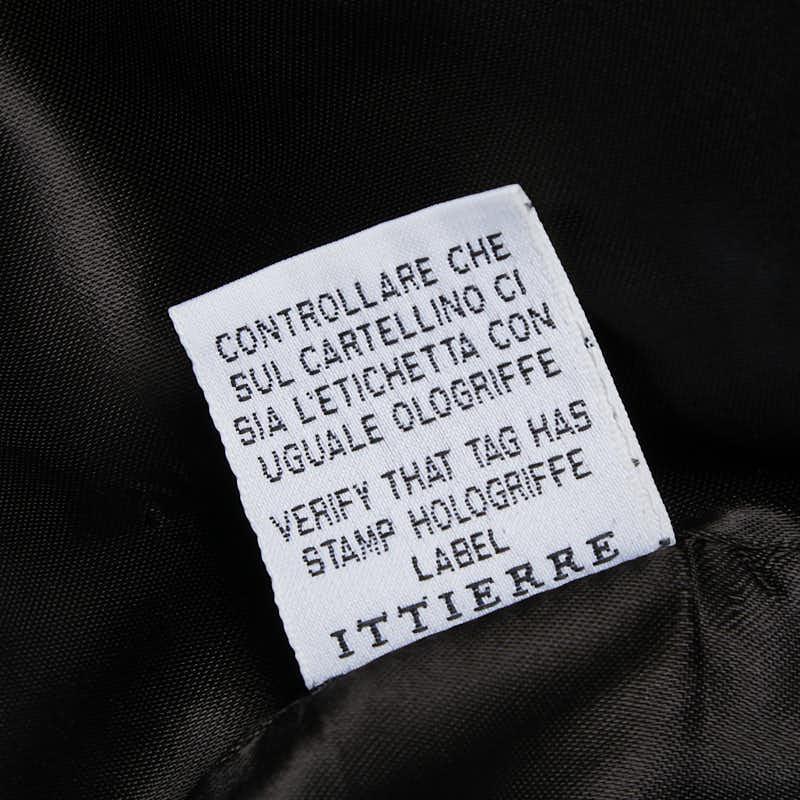 CONTROLLARE CHE
SUL CARTELLINO CI
SIA L'ETICHETTA CON
UGUALE OLOGRIFFE
VERIFY THAT TAG HAS
STAMP HOLOGRIFFE
LABEL
ITTIERRE